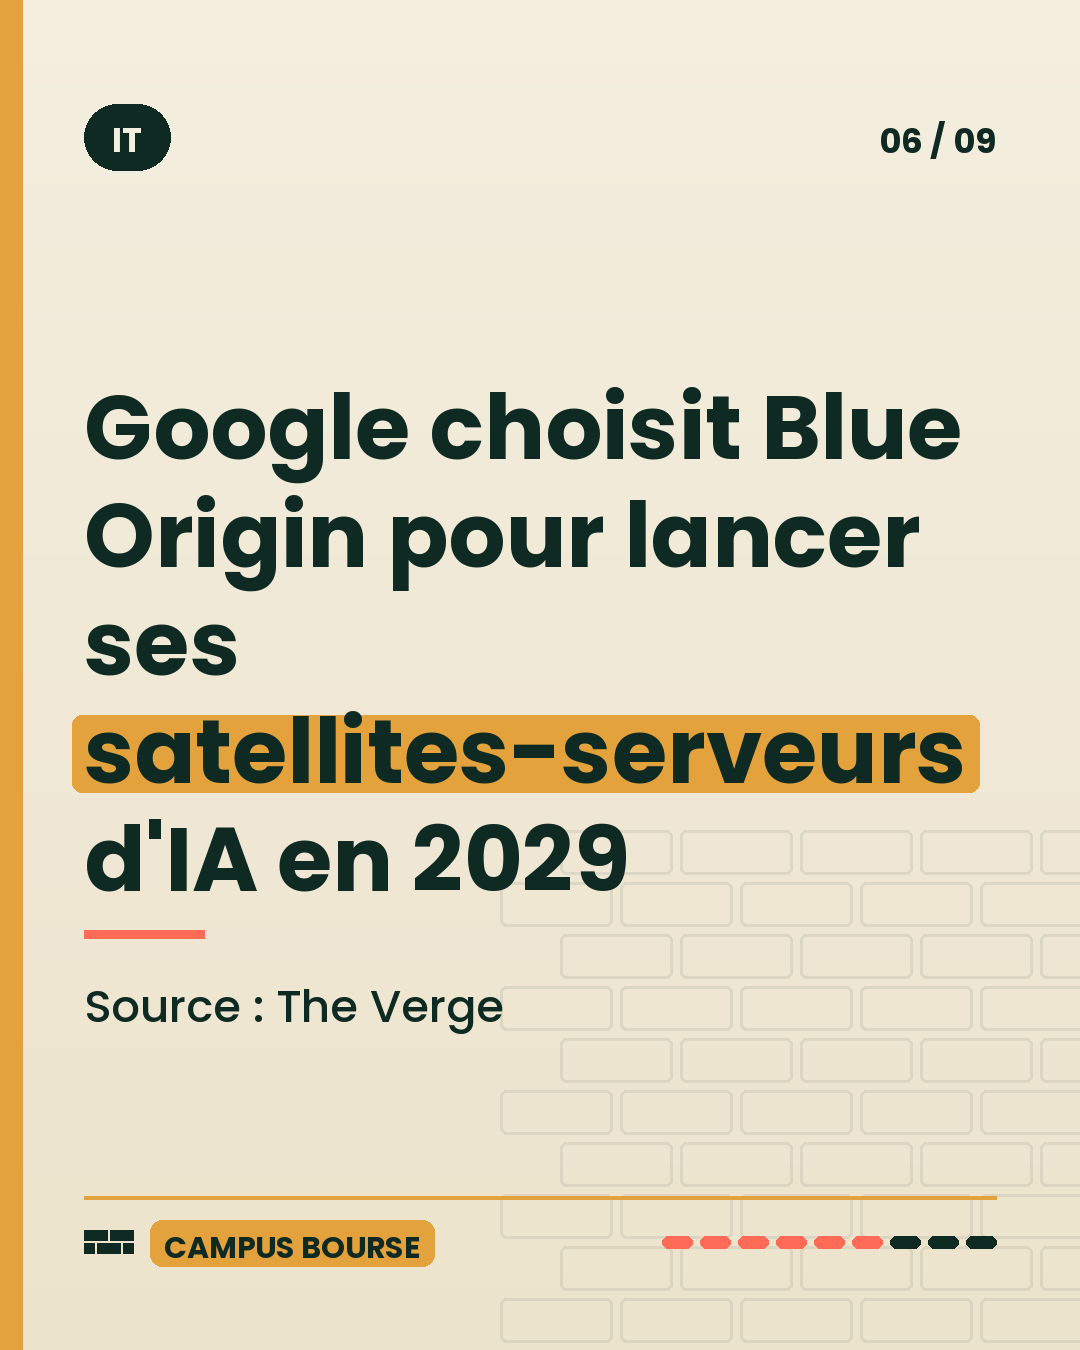 IT
06 / 09
Google choisit Blue
Origin pour lancer
ses
satellites-serveurs
d'IA en 2029
Source : The Verge
CAMPUS BOURSE